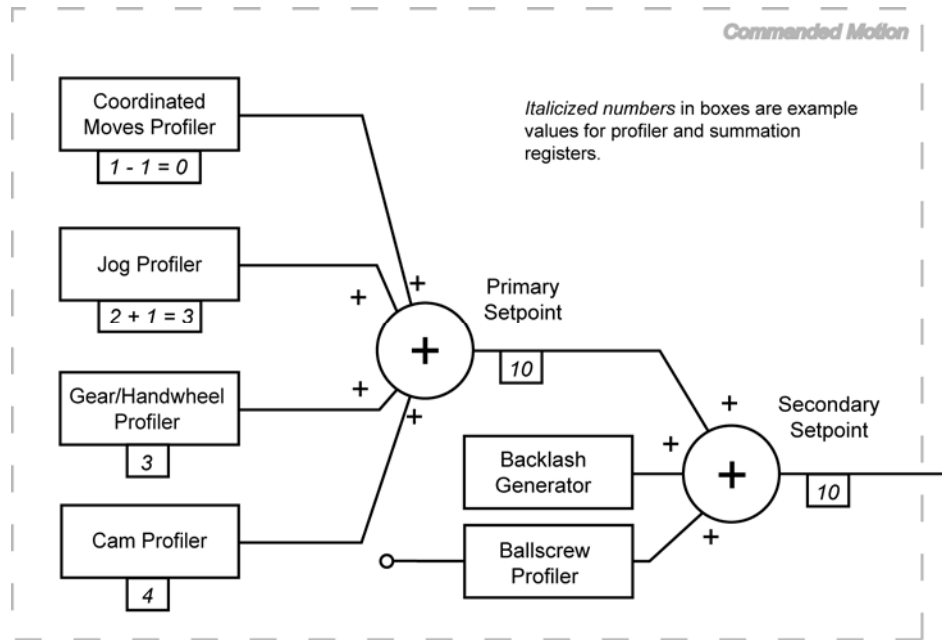 Commanded Motion
Coordinated
Moves Profiler
1 - 1 = 0
Italicized numbers in boxes are example
values for profiler and summation
registers.
Jog Profiler
2 + 1 = 3
+
+
Primary
Setpoint
+
10
Gear/Handwheel
Profiler
3
+
+
+
Secondary
Setpoint
Backlash
Generator
+
+
10
Cam Profiler
4
Ballscrew
Profiler
+